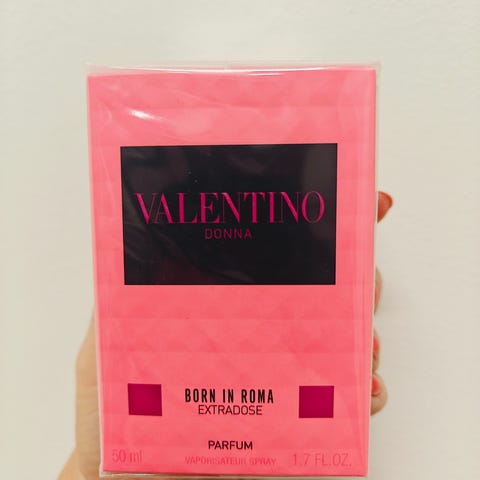 VALENTINO
DONNA
BORN IN ROMA
EXTRADOSE
PARFUM
50 ml VAPORISATEUR SPRAY 1.7 FL.OZ.